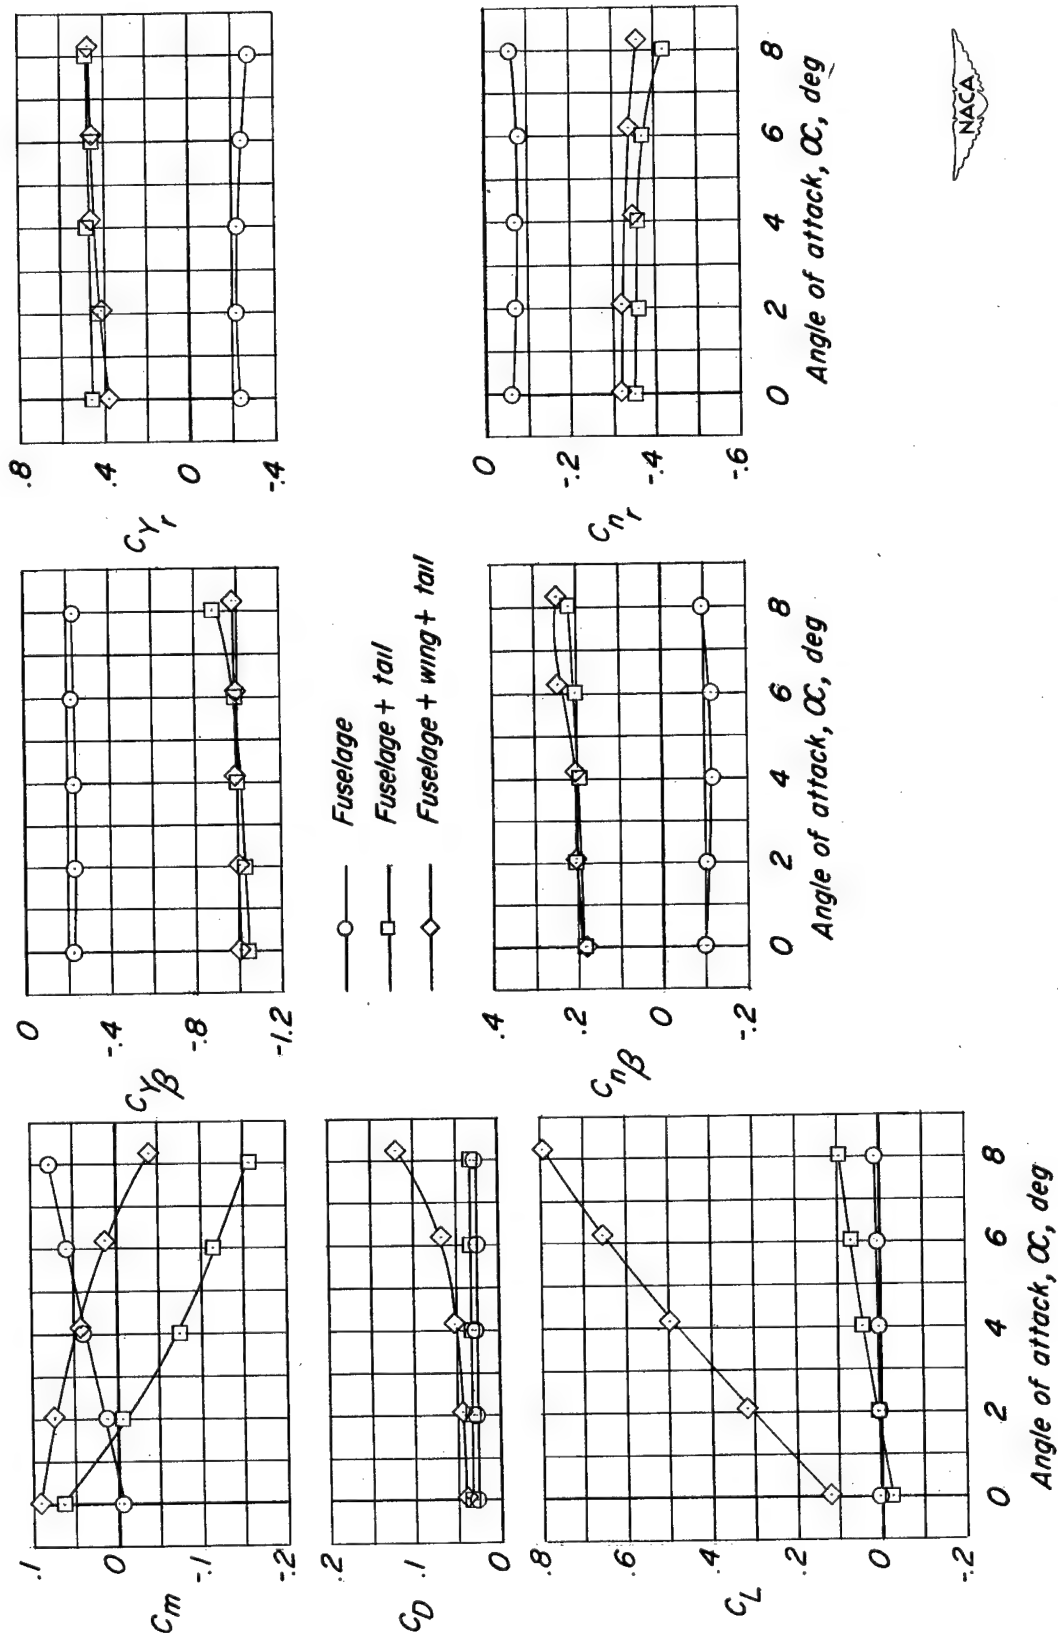 .1
0
-.1
-.2
Cm
.2
.1
0
CD
.8
.6
.4
.2
0
-.2
CL
0 2 4 6 8
Angle of attack, α, deg
0
-.4
-.8
-1.2
CYβ
Fuselage
Fuselage + tail
Fuselage + wing + tail
.4
.2
0
-.2
Cnβ
0 2 4 6 8
Angle of attack, α, deg
.8
.4
0
-.4
CYr
0
-.2
-.4
-.6
Cnr
0 2 4 6 8
Angle of attack, α, deg
NACA